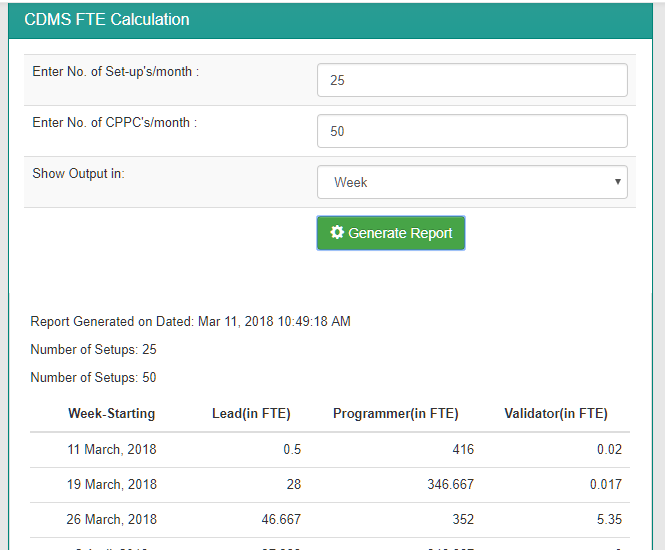 CDMS FTE Calculation
Enter No. of Set-up's/month :
25
Enter No. of CPPC's/month :
50
Show Output in:
Week
Generate Report
Report Generated on Dated: Mar 11, 2018 10:49:18 AM
Number of Setups: 25
Number of Setups: 50
Week-Starting Lead(in FTE) Programmer(in FTE) Validator(in FTE)
11 March, 2018 0.5 416 0.02
19 March, 2018 28 346.667 0.017
26 March, 2018 46.667 352 5.35